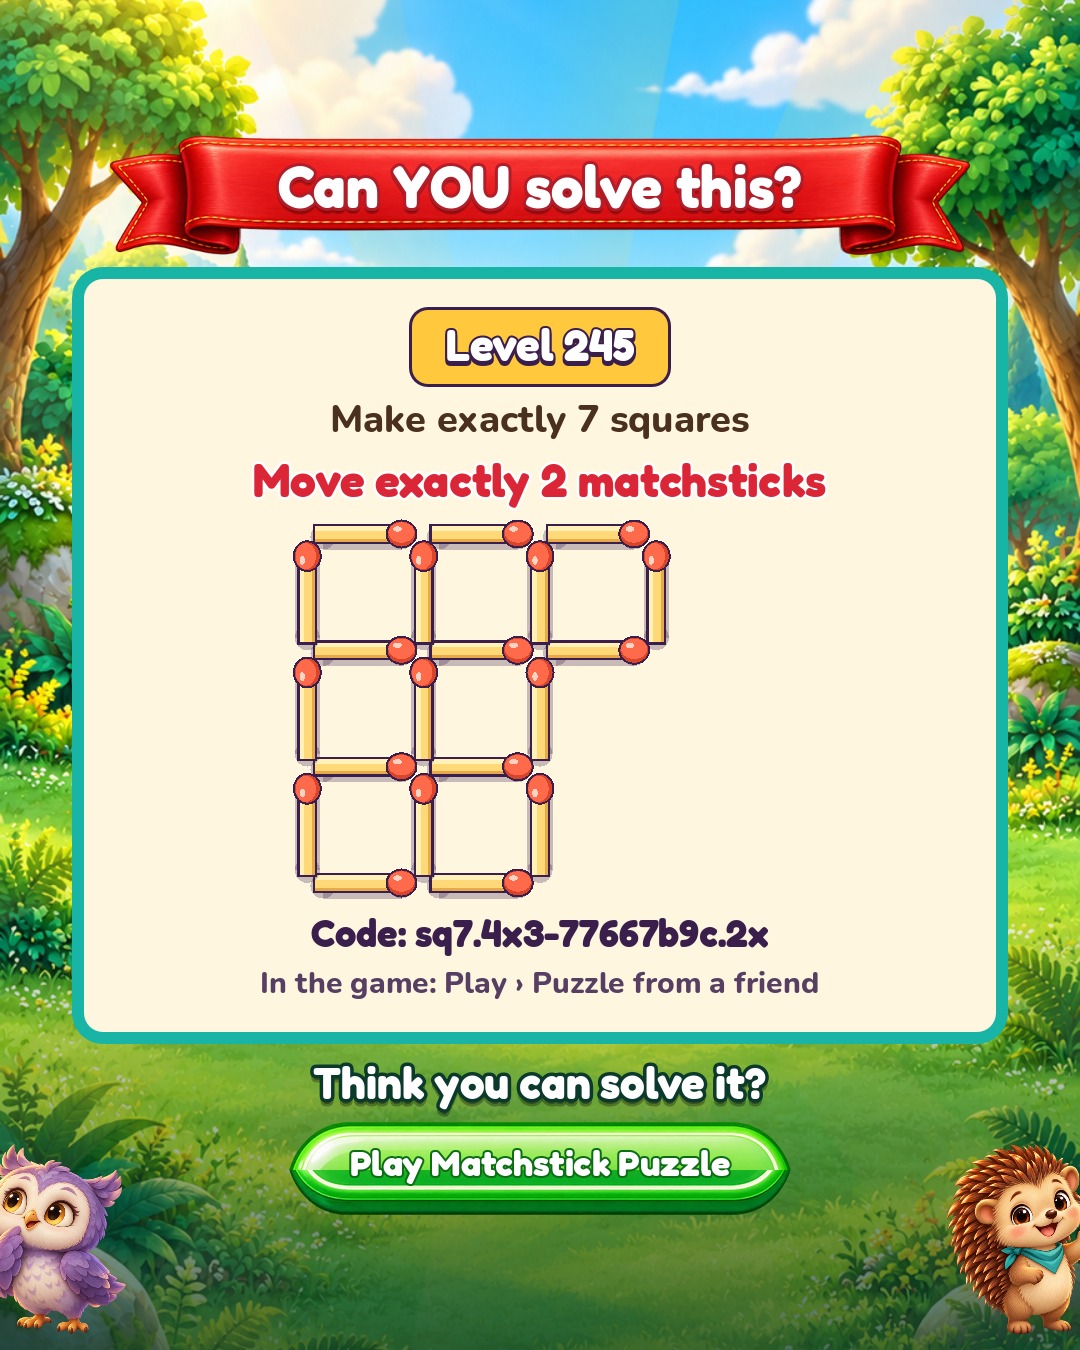 Can YOU solve this?
Level 245
Make exactly 7 squares
Move exactly 2 matchsticks
Code: sq7.4x3-77667b9c.2x
In the game: Play › Puzzle from a friend
Think you can solve it?
Play Matchstick Puzzle